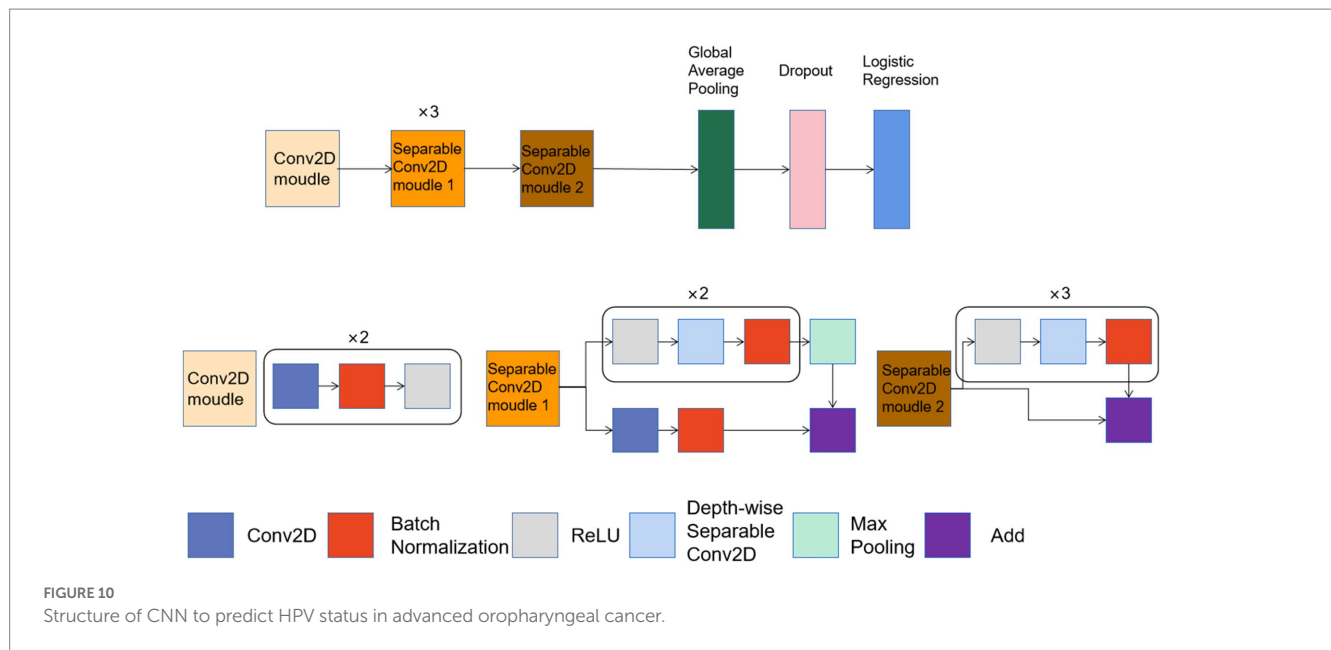 Global
Average
Pooling
Dropout
Logistic
Regression
×3
Conv2D
moudle
Separable
Conv2D
moudle 1
Separable
Conv2D
moudle 2
×2
×2
×3
Conv2D
moudle
Separable
Conv2D
moudle 1
Separable
Conv2D
moudle 2
Conv2D
Batch
Normalization
ReLU
Depth-wise
Separable
Conv2D
Max
Pooling
Add
FIGURE 10
Structure of CNN to predict HPV status in advanced oropharyngeal cancer.